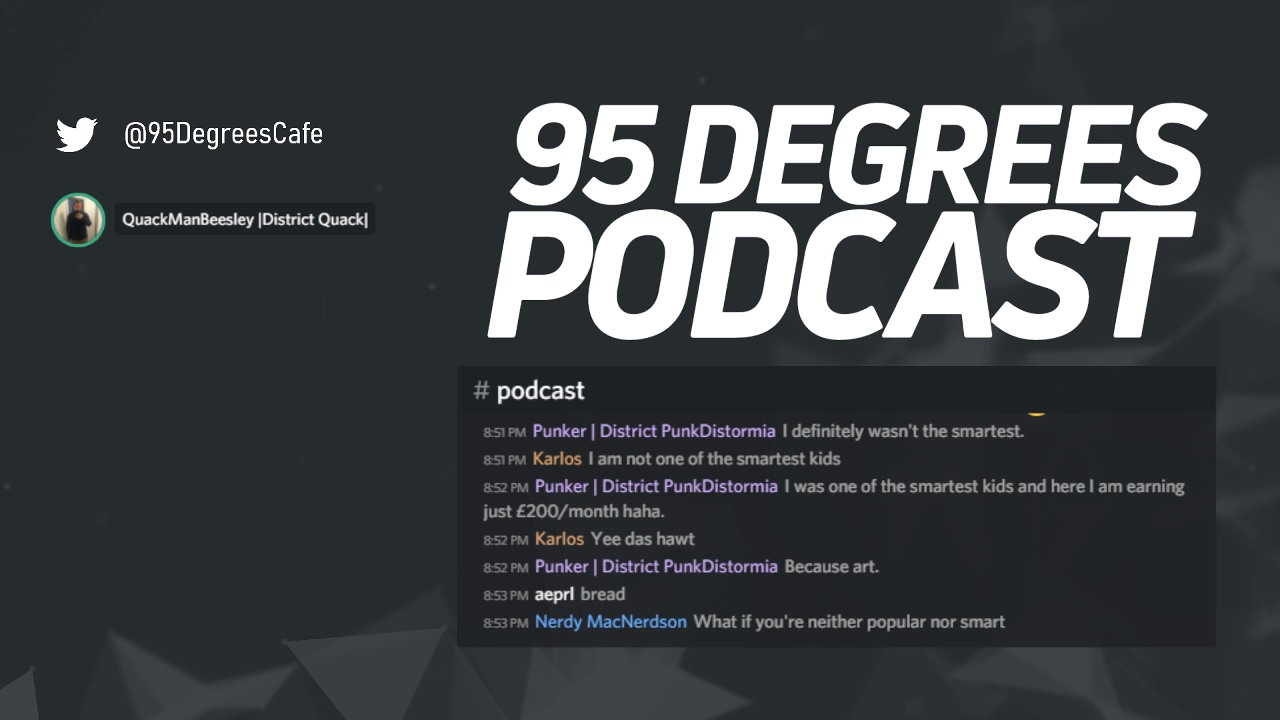 @95DegreesCafe
QuackManBeesley |District Quack|
95 DEGREES
PODCAST
# podcast
8:51 PM Punker | District PunkDistormia I definitely wasn't the smartest.
8:51 PM Karlos I am not one of the smartest kids
8:52 PM Punker | District PunkDistormia I was one of the smartest kids and here I am earning
just £200/month haha.
8:52 PM Karlos Yee das hawt
8:52 PM Punker | District PunkDistormia Because art.
8:53 PM aeprl bread
8:53 PM Nerdy MacNerdson What if you're neither popular nor smart